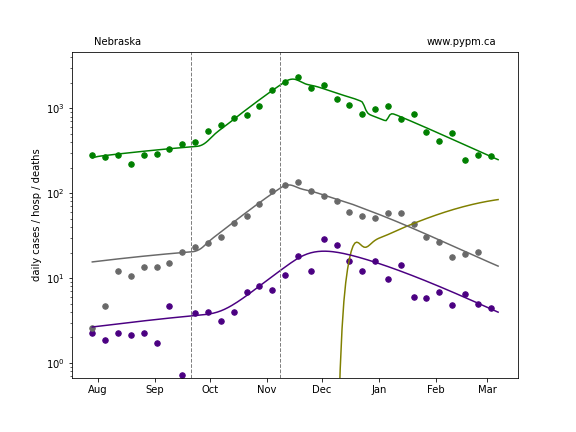 Nebraska www.pypm.ca
daily cases / hosp / deaths
10³
10²
10¹
10⁰
Aug Sep Oct Nov Dec Jan Feb Mar